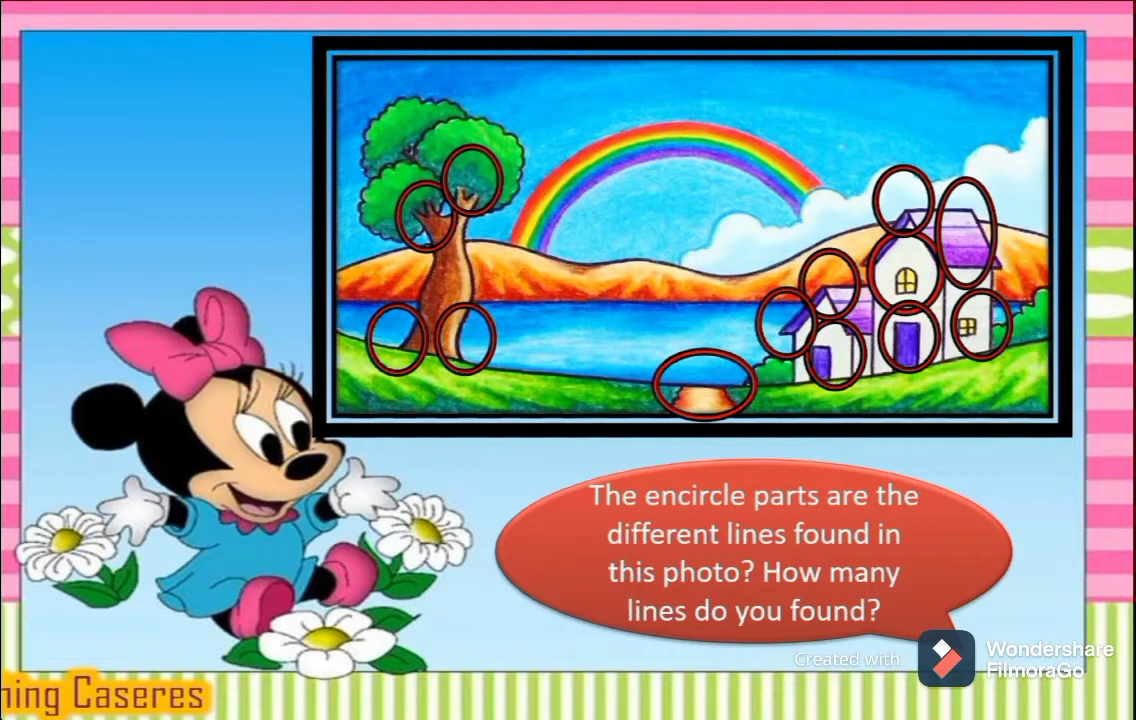 The encircle parts are the
different lines found in
this photo? How many
lines do you found?
Created with
Wondershare
FilmoraGo
Caseres